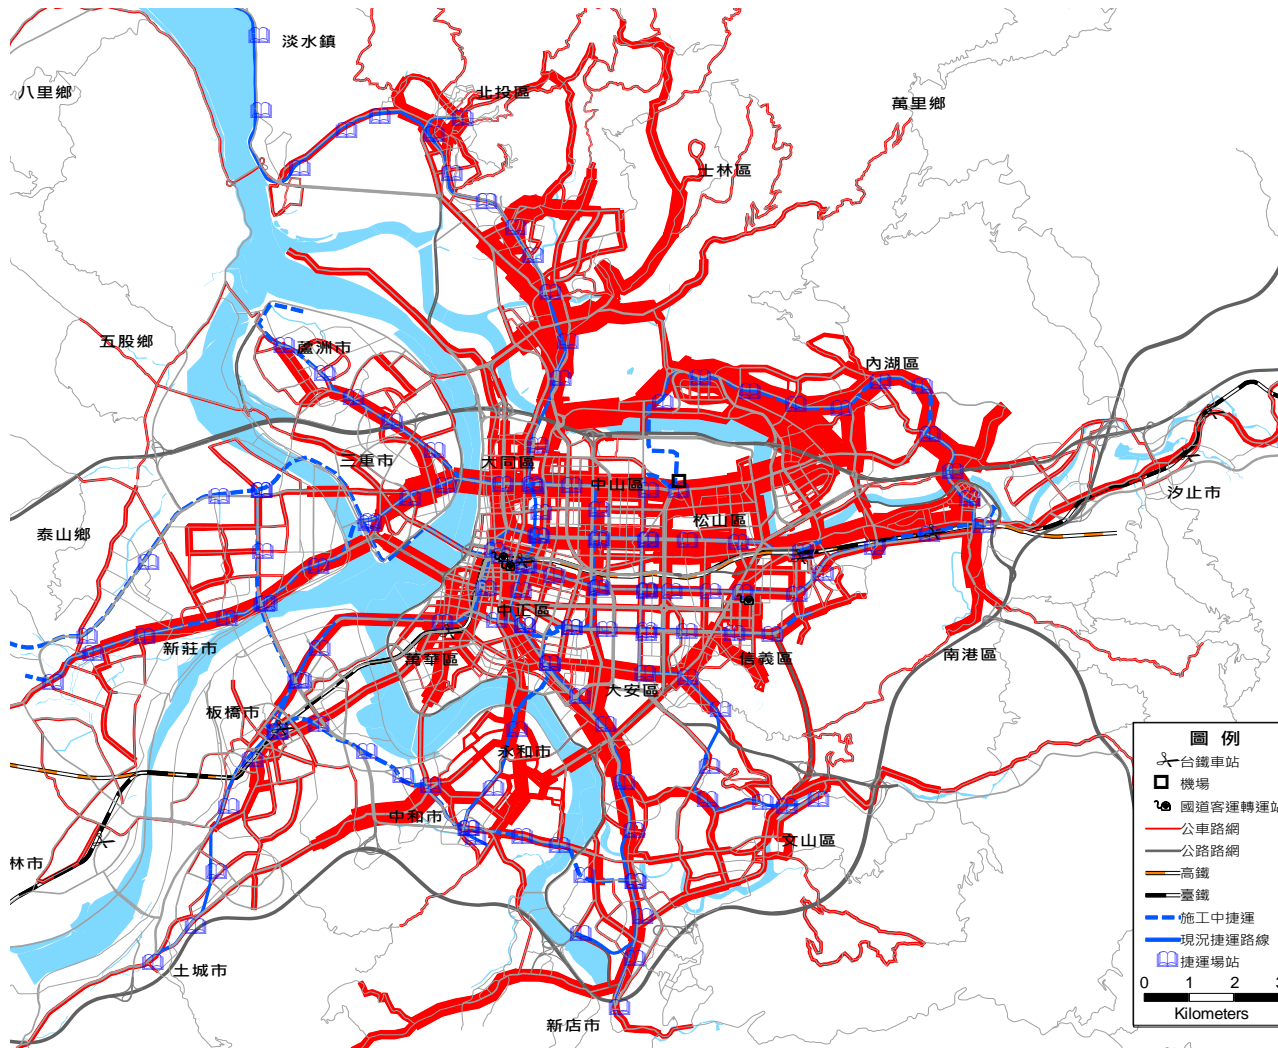 淡水鎮
八里鄉
北投區
萬里鄉
士林區
五股鄉
蘆洲市
內湖區
三重市
大同區
中山區
汐止市
松山區
泰山鄉
中正區
新莊市
萬華區
信義區
南港區
大安區
板橋市
永和市
中和市
文山區
林市
土城市
新店市
圖 例
台鐵車站
機場
國道客運轉運站
公車路網
公路路網
高鐵
臺鐵
施工中捷運
現況捷運路線
捷運場站
0 1 2 3
Kilometers